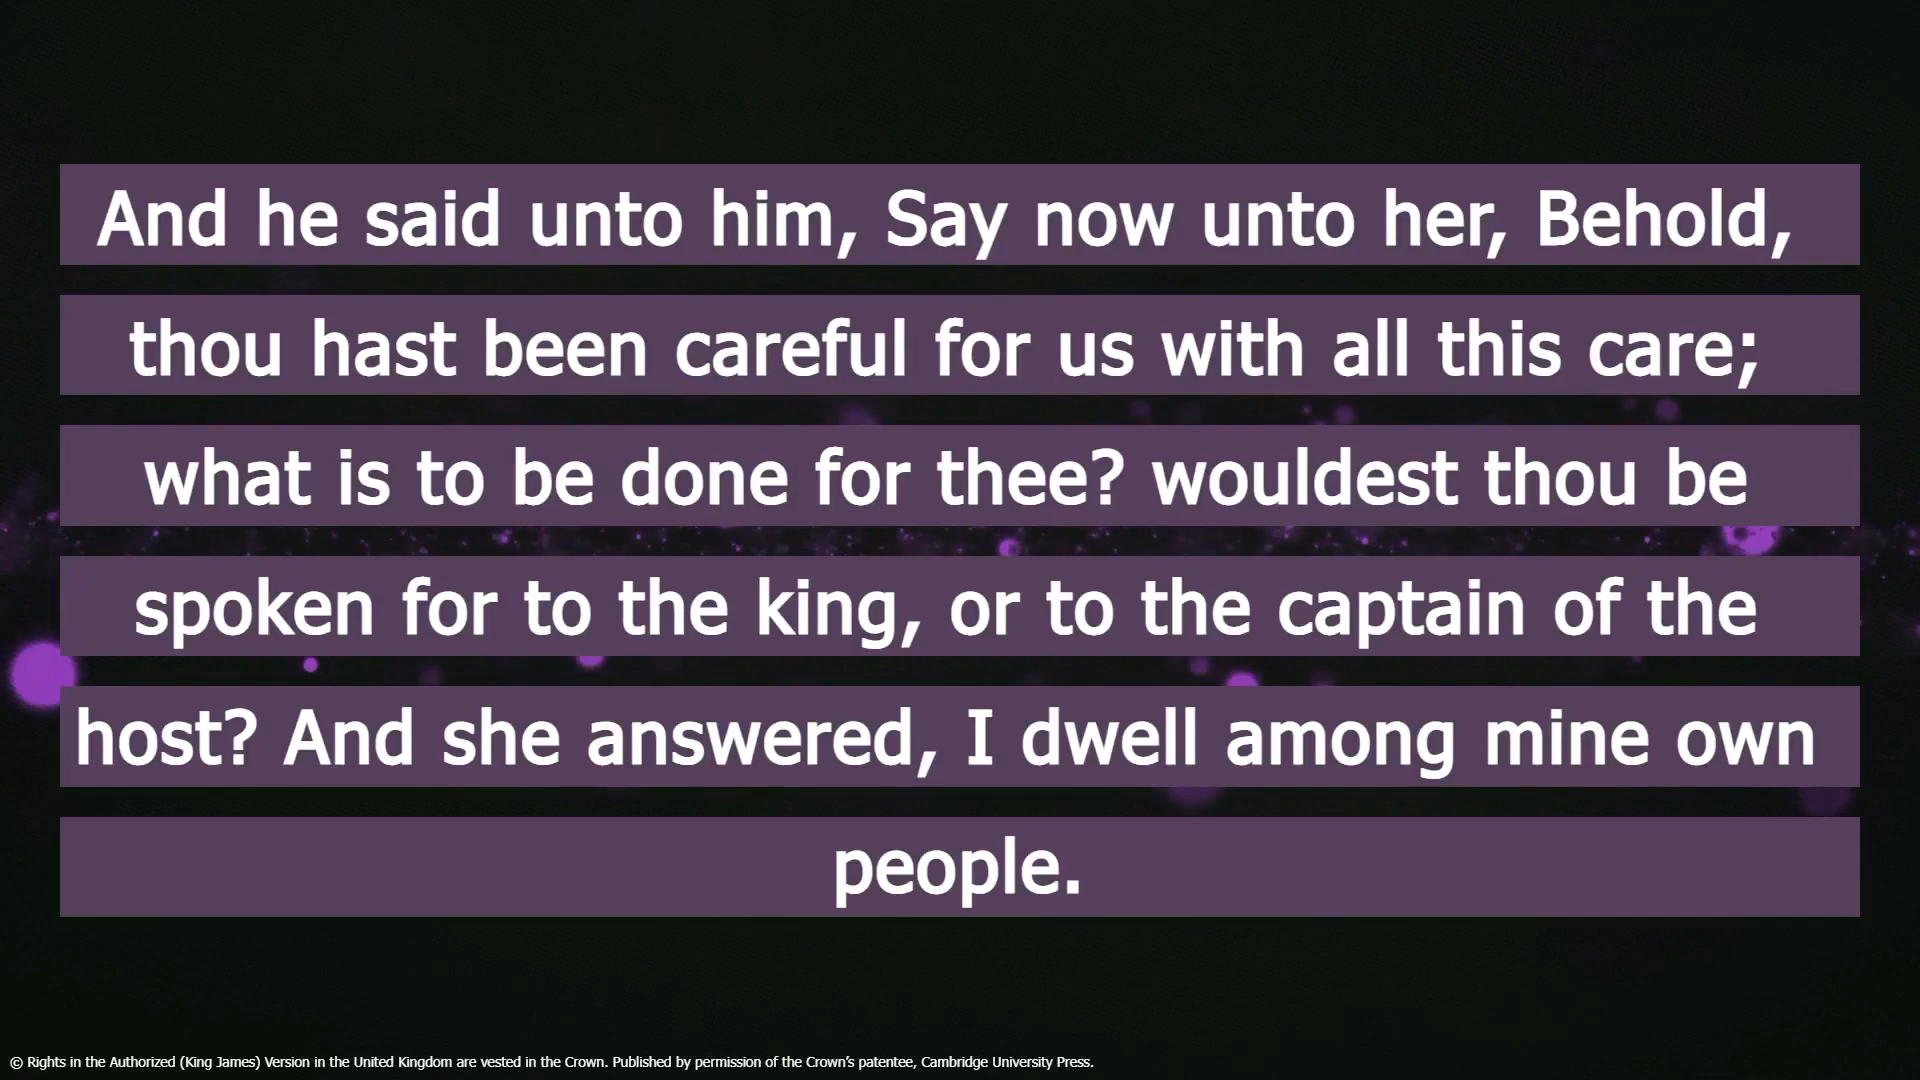 And he said unto him, Say now unto her, Behold,
thou hast been careful for us with all this care;
what is to be done for thee? wouldest thou be
spoken for to the king, or to the captain of the
host? And she answered, I dwell among mine own
people.
© Rights in the Authorized (King James) Version in the United Kingdom are vested in the Crown. Published by permission of the Crown’s patentee, Cambridge University Press.